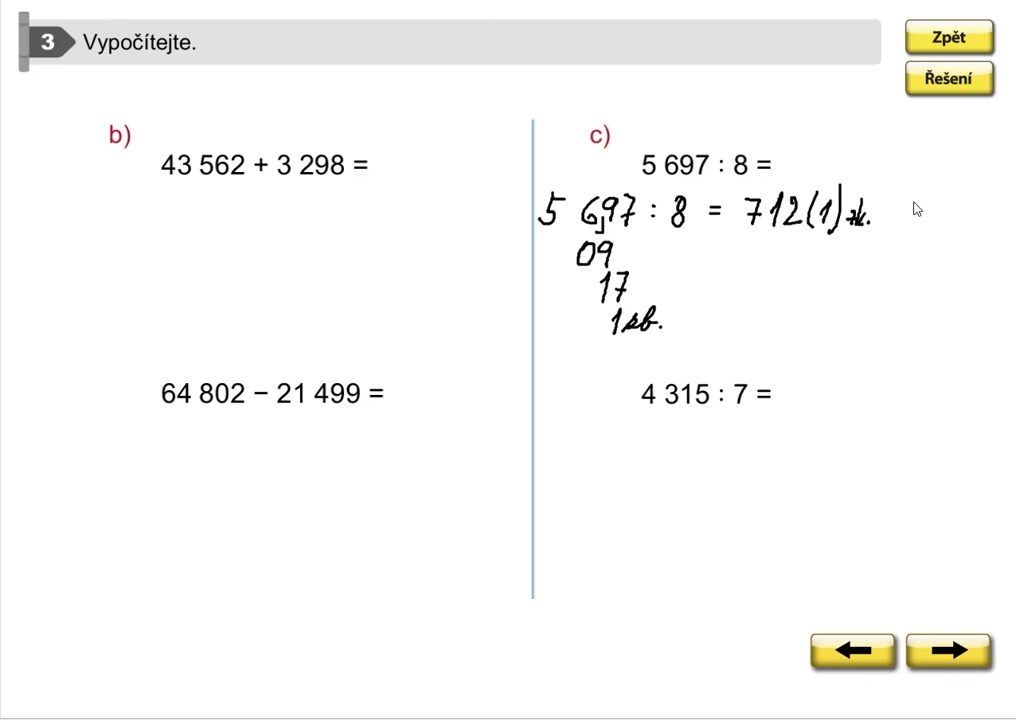 3 Vypočítejte.
Zpět
Řešení
b)
43 562 + 3 298 =
64 802 − 21 499 =
c)
5 697 : 8 =
5 697 : 8 = 712(1) zk.
09
17
1 zb.
4 315 : 7 =